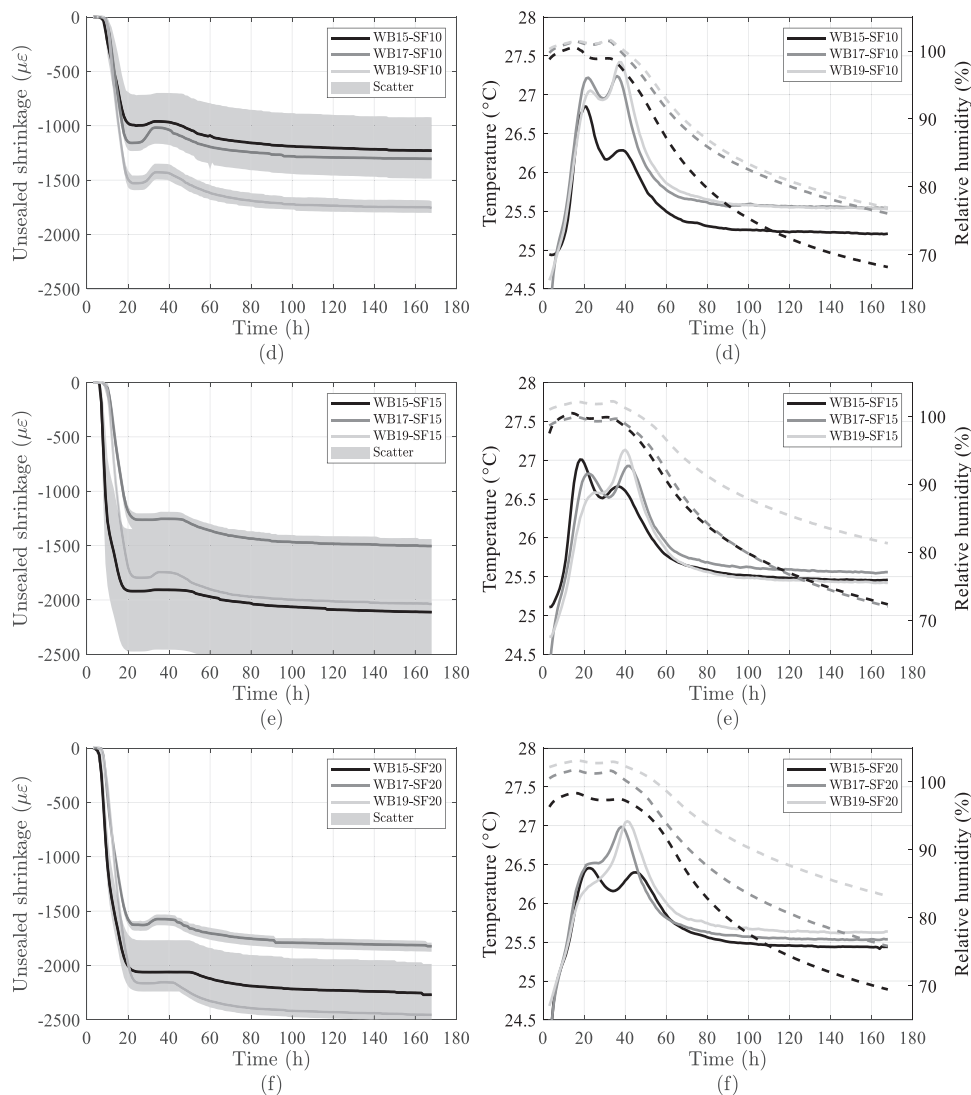 Unsealed shrinkage (με)
0
-500
-1000
-1500
-2000
-2500
WB15-SF10
WB17-SF10
WB19-SF10
Scatter
0 20 40 60 80 100 120 140 160 180
Time (h)
(d)
Temperature (°C)
28
27.5
27
26.5
26
25.5
25
24.5
WB15-SF10
WB17-SF10
WB19-SF10
100
90
80
70
Relative humidity (%)
0 20 40 60 80 100 120 140 160 180
Time (h)
(d)
Unsealed shrinkage (με)
0
-500
-1000
-1500
-2000
-2500
WB15-SF15
WB17-SF15
WB19-SF15
Scatter
0 20 40 60 80 100 120 140 160 180
Time (h)
(e)
Temperature (°C)
28
27.5
27
26.5
26
25.5
25
24.5
WB15-SF15
WB17-SF15
WB19-SF15
100
90
80
70
Relative humidity (%)
0 20 40 60 80 100 120 140 160 180
Time (h)
(e)
Unsealed shrinkage (με)
0
-500
-1000
-1500
-2000
-2500
WB15-SF20
WB17-SF20
WB19-SF20
Scatter
0 20 40 60 80 100 120 140 160 180
Time (h)
(f)
Temperature (°C)
28
27.5
27
26.5
26
25.5
25
24.5
WB15-SF20
WB17-SF20
WB19-SF20
100
90
80
70
Relative humidity (%)
0 20 40 60 80 100 120 140 160 180
Time (h)
(f)